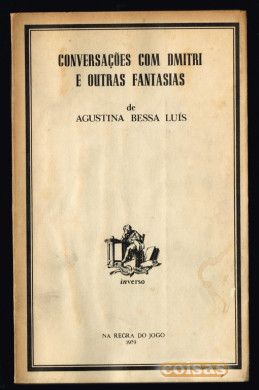 CONVERSAÇÕES COM DMITRI
E OUTRAS FANTASIAS
de
AGUSTINA BESSA LUÍS
inverso
NA REGRA DO JOGO
1979
coisas